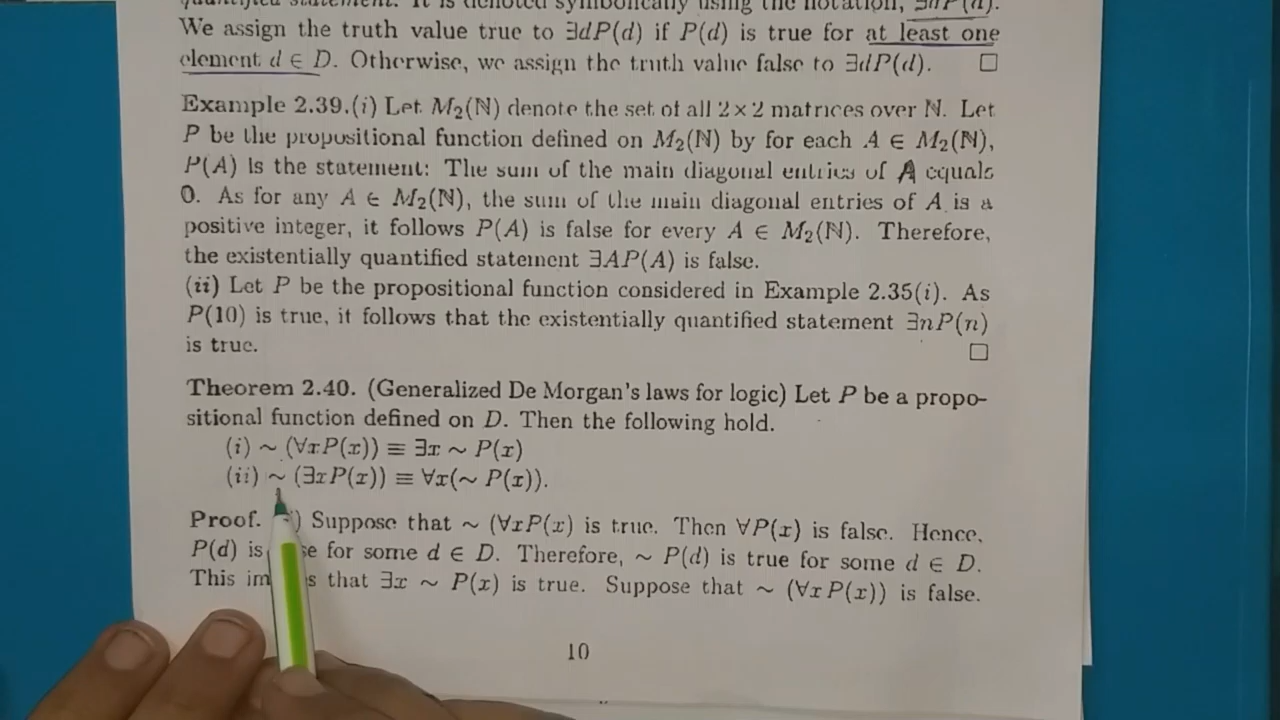 quantified statement. It is denoted symbolically using the notation, ∃dP(d).
We assign the truth value true to ∃dP(d) if P(d) is true for at least one
element d ∈ D. Otherwise, we assign the truth value false to ∃dP(d). □
Example 2.39.(i) Let M₂(ℕ) denote the set of all 2×2 matrices over ℕ. Let
P be the propositional function defined on M₂(ℕ) by for each A ∈ M₂(ℕ),
P(A) is the statement: The sum of the main diagonal entries of A equals
0. As for any A ∈ M₂(ℕ), the sum of the main diagonal entries of A is a
positive integer, it follows P(A) is false for every A ∈ M₂(ℕ). Therefore,
the existentially quantified statement ∃AP(A) is false.
(ii) Let P be the propositional function considered in Example 2.35(i). As
P(10) is true, it follows that the existentially quantified statement ∃nP(n)
is true. □
Theorem 2.40. (Generalized De Morgan's laws for logic) Let P be a propo-
sitional function defined on D. Then the following hold.
(i) ∼ (∀xP(x)) ≡ ∃x ∼ P(x)
(ii) ∼ (∃xP(x)) ≡ ∀x(∼ P(x)).
Proof. ) Suppose that ∼ (∀xP(x) is true. Then ∀P(x) is false. Hence,
P(d) is for some d ∈ D. Therefore, ∼ P(d) is true for some d ∈ D.
This that ∃x ∼ P(x) is true. Suppose that ∼ (∀xP(x)) is false.
10